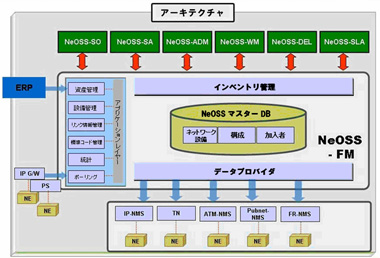 アーキテクチャ
NeOSS-SO
NeOSS-SA
NeOSS-ADM
NeOSS-WM
NeOSS-DEL
NeOSS-SLA
ERP
資産管理
設備管理
リンク情報管理
標準コード管理
統計
ポーリング
アプリケーションレイヤー
インベントリ管理
NeOSS マスターDB
ネットワーク
設備
構成
加入者
NeOSS
- FM
データプロバイダ
IP G/W
PS
NE
NE
IP-NMS
TN
ATM-NMS
Pubnet-
NMS
FR-NMS
NE
NE
NE
NE
NE